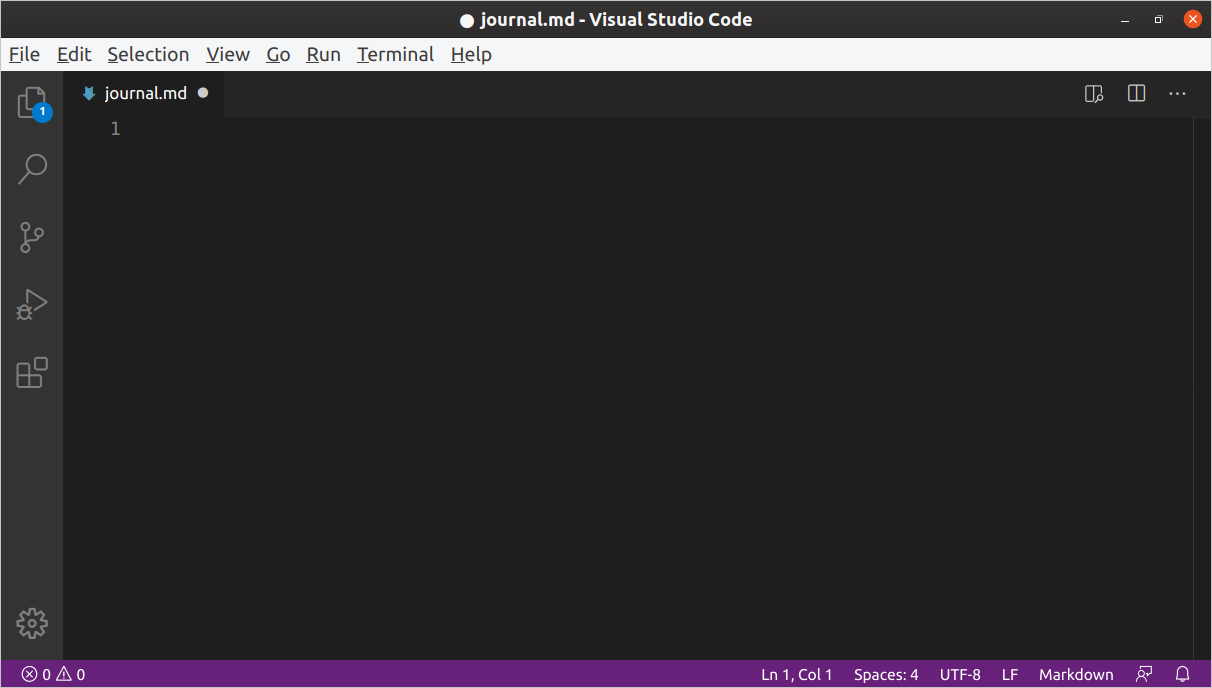 ● journal.md - Visual Studio Code
File Edit Selection View Go Run Terminal Help
1
journal.md
1
0 0 Ln 1, Col 1 Spaces: 4 UTF-8 LF Markdown